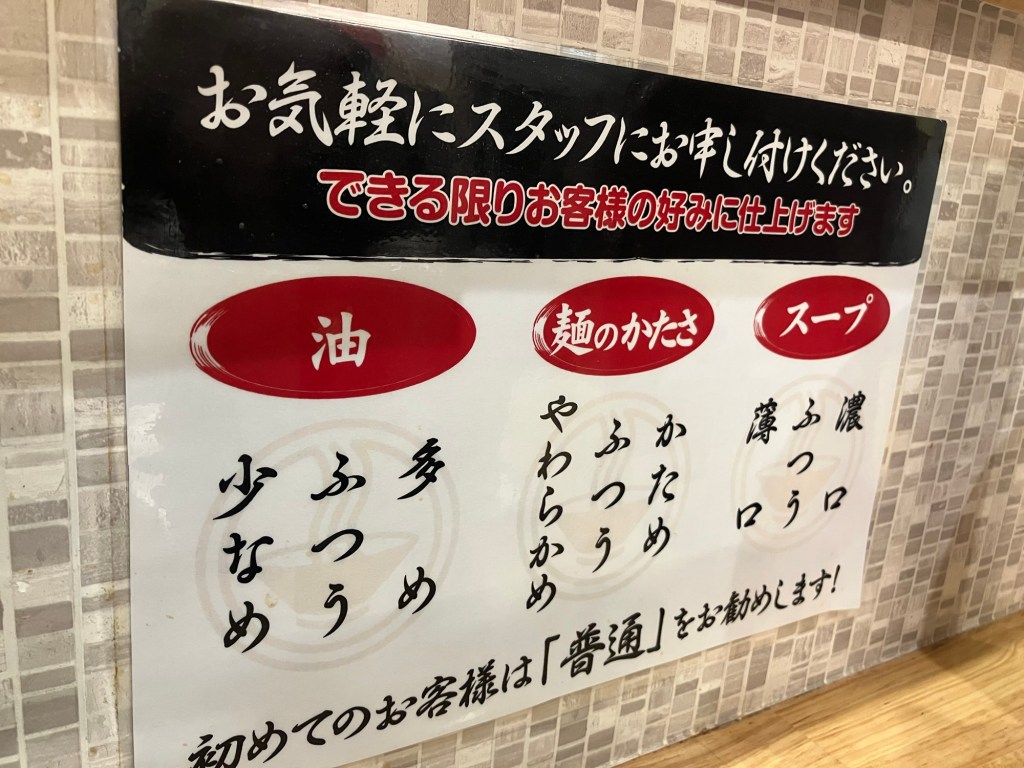 お気軽にスタッフにお申し付けください。
できる限りお客様の好みに仕上げます
スープ
濃口
ふつう
薄口
麺のかたさ
かため
ふつう
やわらかめ
油
多め
ふつう
少なめ
初めてのお客様は「普通」をお勧めします!